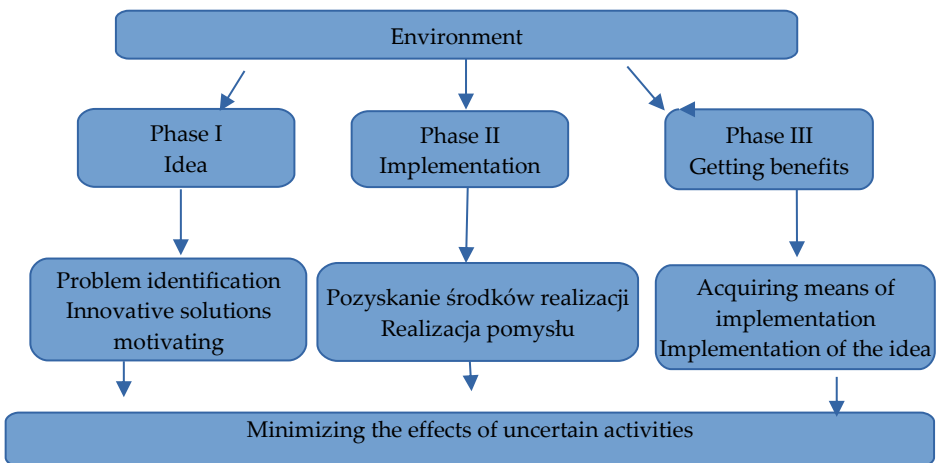 Environment
Phase I
Idea
Phase II
Implementation
Phase III
Getting benefits
Problem identification
Innovative solutions
motivating
Pozyskanie środków realizacji
Realizacja pomysłu
Acquiring means of
implementation
Implementation of the idea
Minimizing the effects of uncertain activities